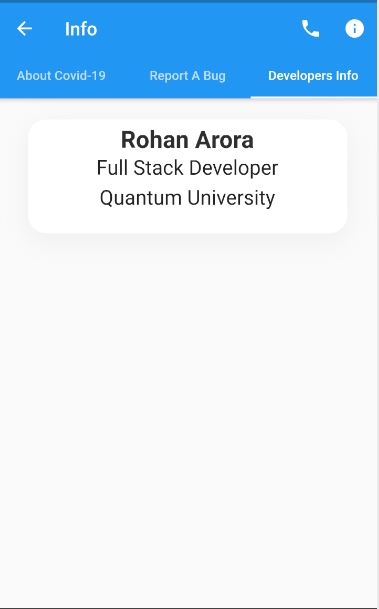 Info
About Covid-19 Report A Bug Developers Info
Rohan Arora
Full Stack Developer
Quantum University